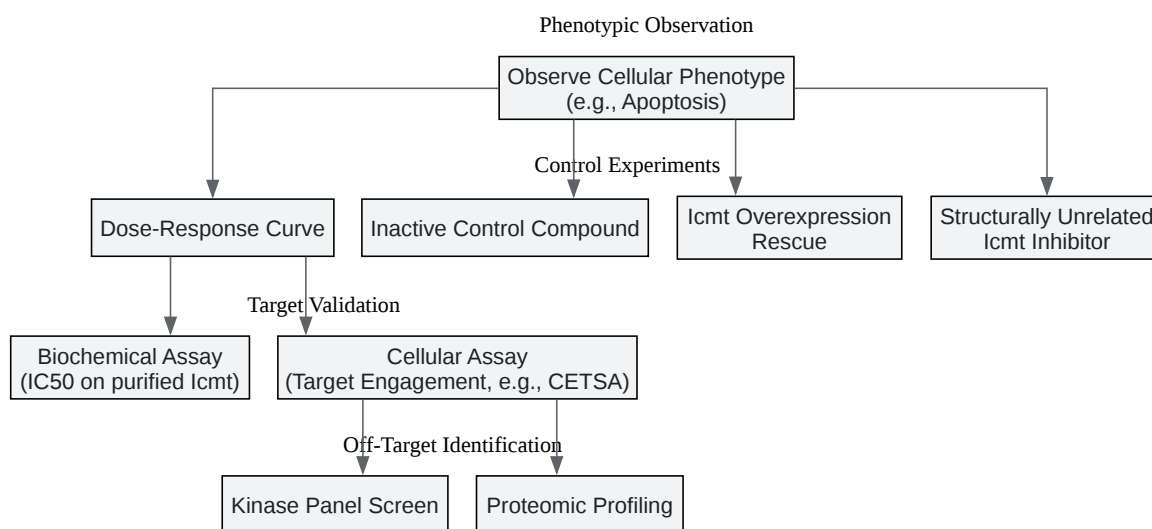 Phenotypic Observation
Observe Cellular Phenotype
(e.g., Apoptosis)
Control Experiments
Dose-Response Curve
Inactive Control Compound
Icmt Overexpression
Rescue
Structurally Unrelated
Icmt Inhibitor
Target Validation
Biochemical Assay
(IC50 on purified Icmt)
Cellular Assay
(Target Engagement, e.g., CETSA)
Off-Target Identification
Kinase Panel Screen
Proteomic Profiling